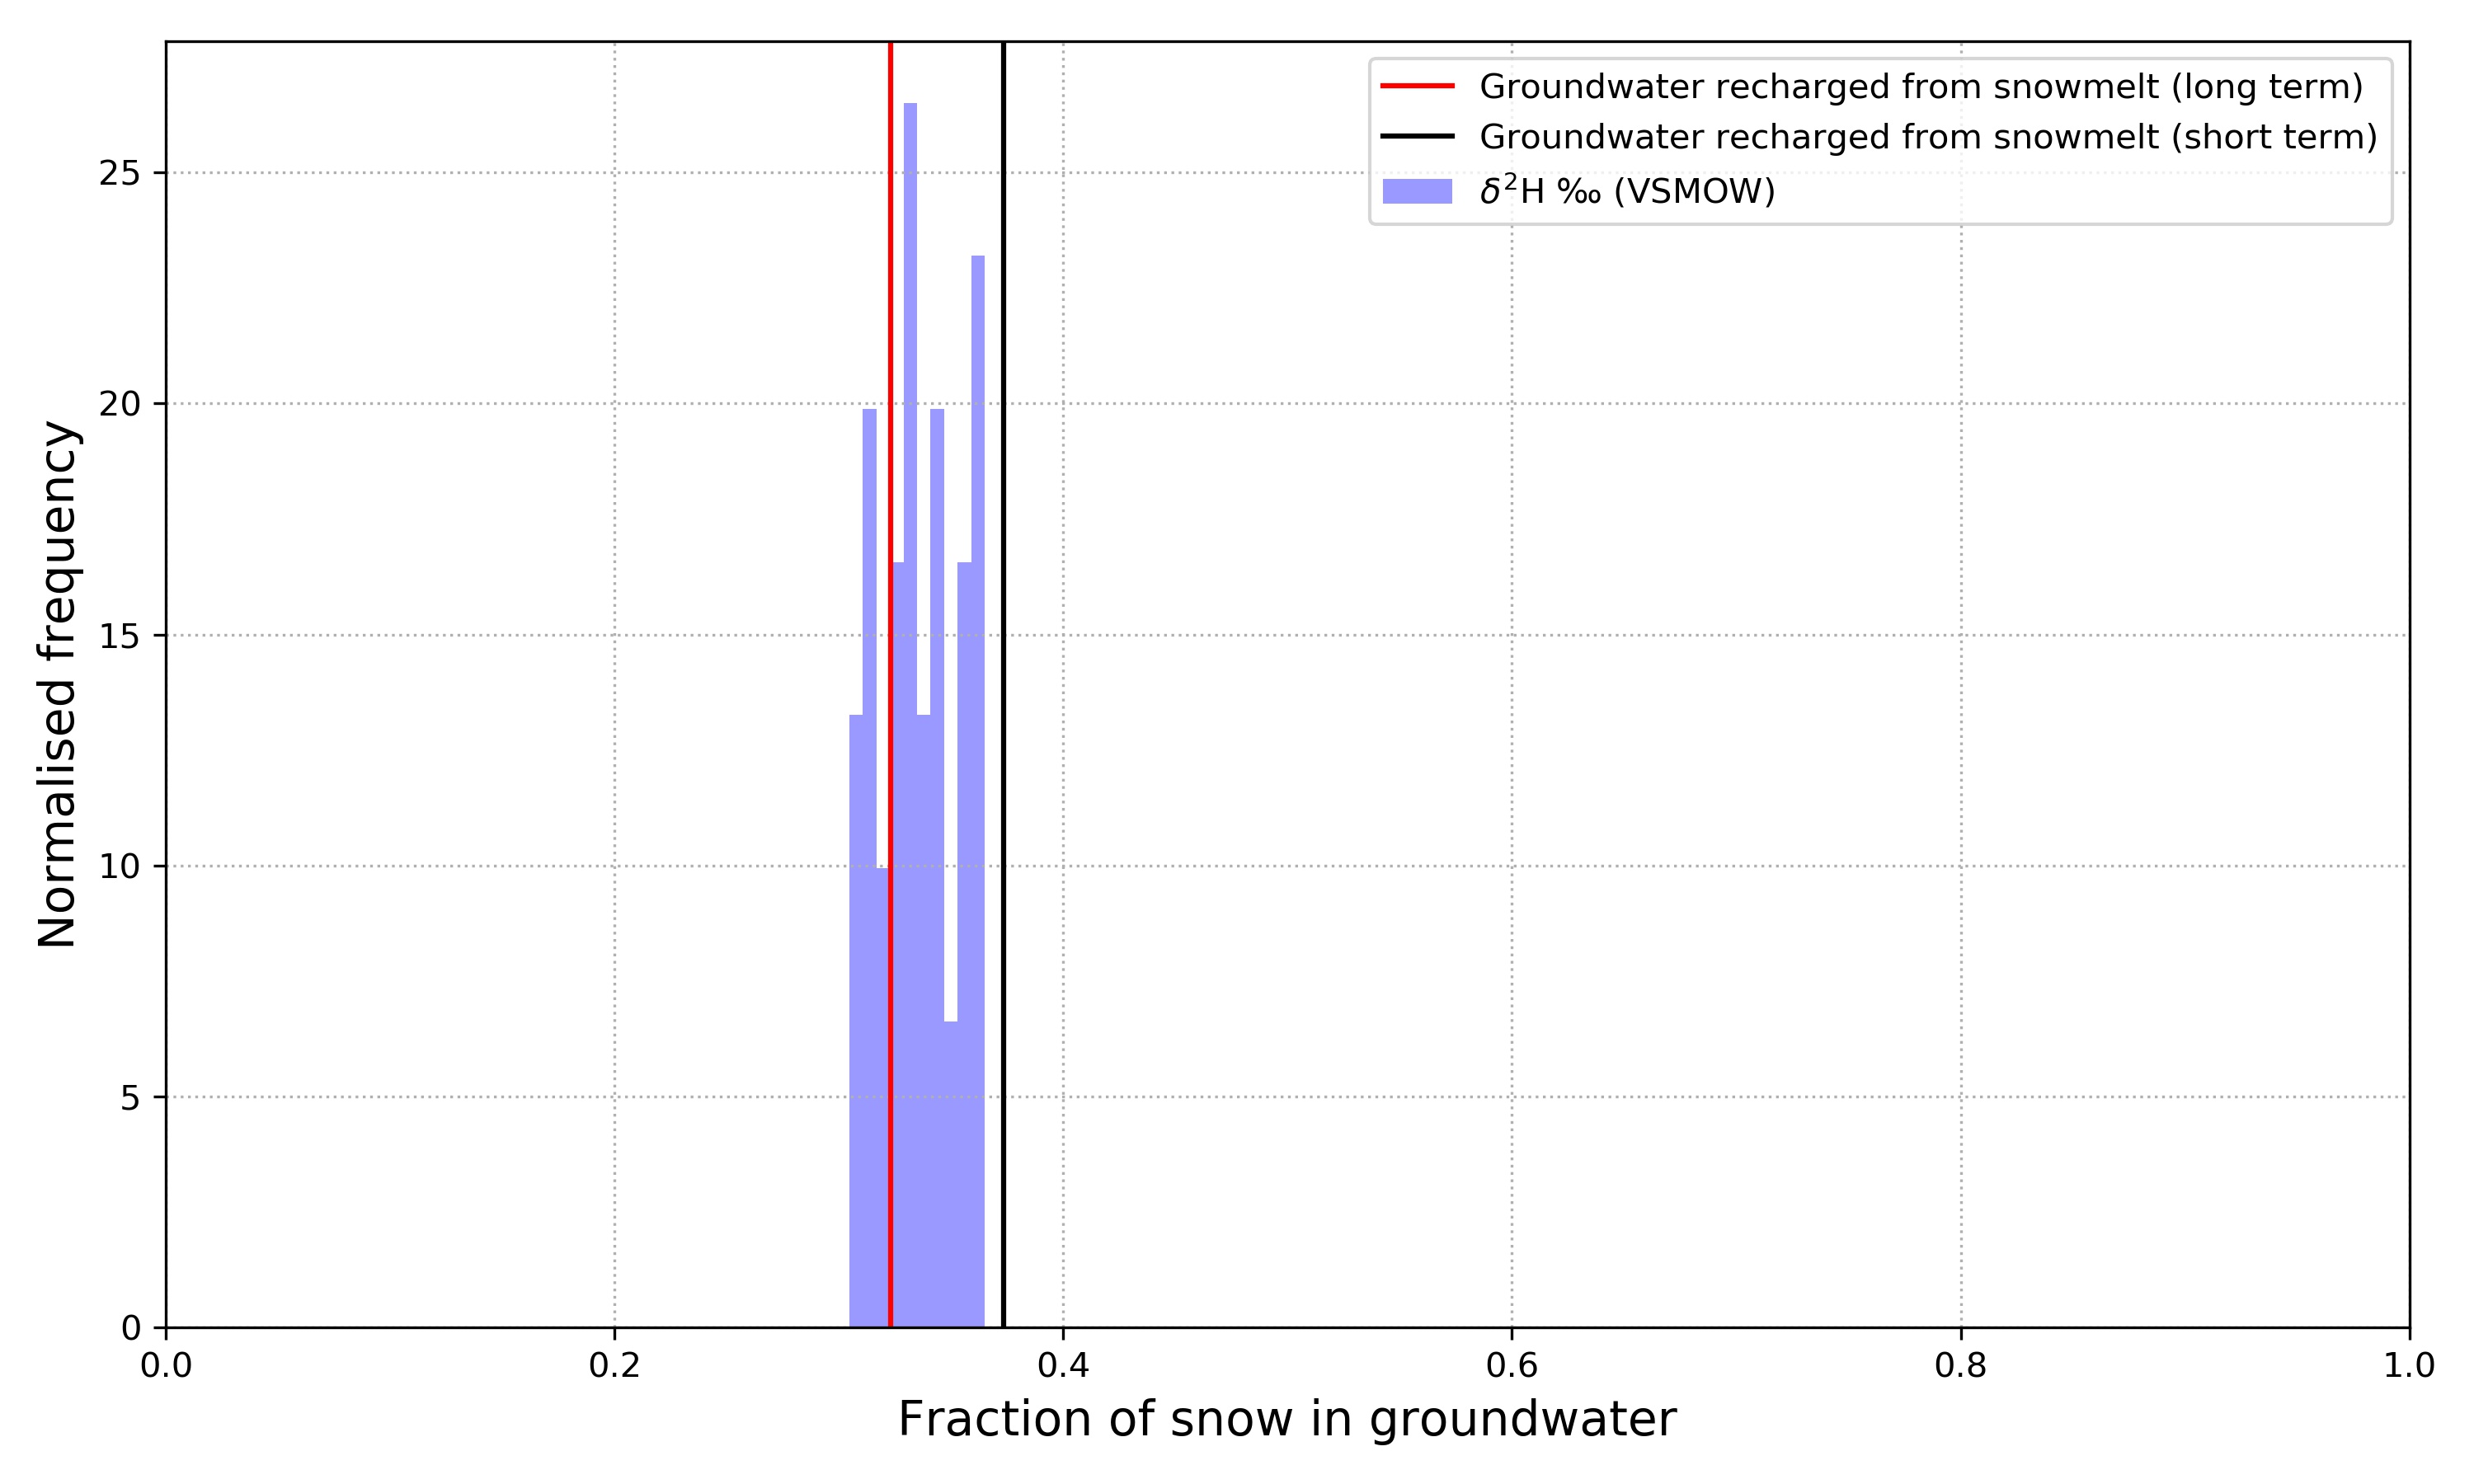 Groundwater recharged from snowmelt (long term)
Groundwater recharged from snowmelt (short term)
δ²H ‰ (VSMOW)
Normalised frequency
25
20
15
10
5
0
0.0 0.2 0.4 0.6 0.8 1.0
Fraction of snow in groundwater